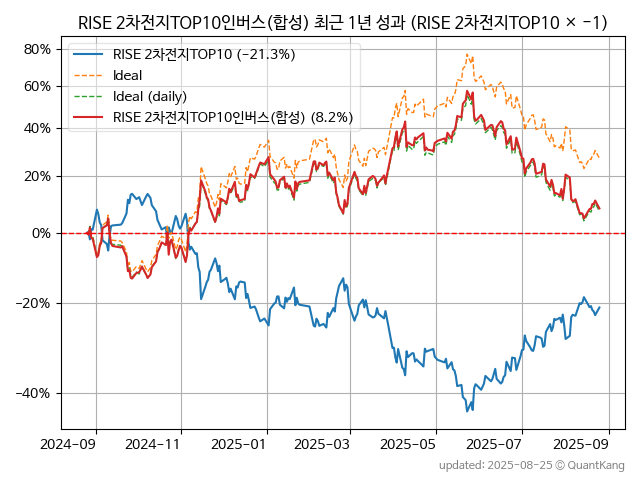 RISE 2차전지TOP10인버스(합성) 최근 1년 성과 (RISE 2차전지TOP10 × −1)
80%
60%
40%
20%
0%
−20%
−40%
RISE 2차전지TOP10 (−21.3%)
Ideal
Ideal (daily)
RISE 2차전지TOP10인버스(합성) (8.2%)
2024-09 2024-11 2025-01 2025-03 2025-05 2025-07 2025-09
updated: 2025-08-25 © QuantKang